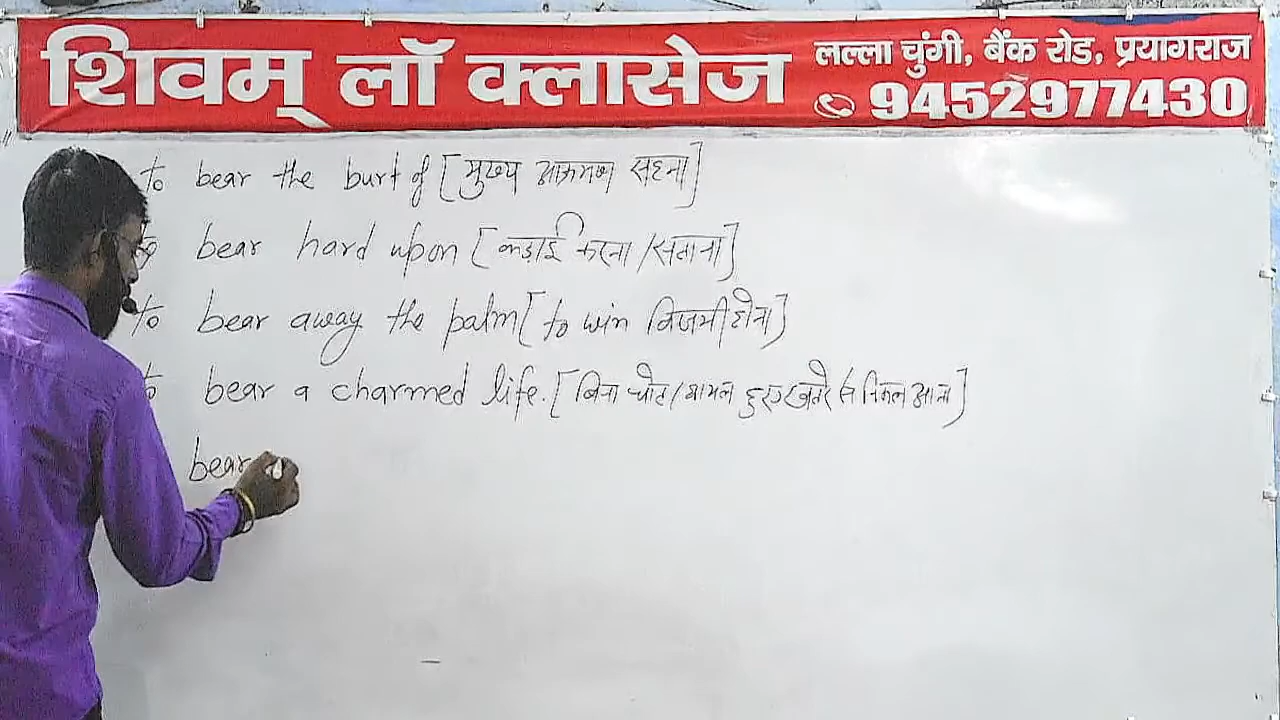 शिवम् लॉ क्लासेज
लल्ला चुंगी, बैंक रोड, प्रयागराज
9452977430
to bear the burt of [मुख्य आक्रमण सहना]
bear hard upon [कड़ाई करना/सताना]
to bear away the palm [to win विजयी होना]
to bear a charmed life. [बिना चोट/घायल हुए खतरे से निकल आना]
bear